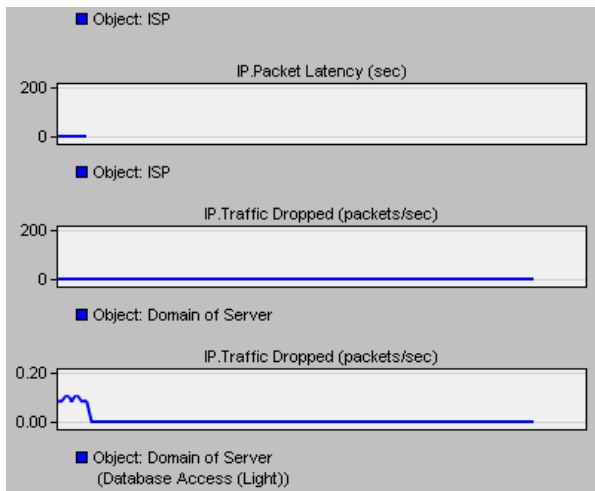 Object: ISP
IP.Packet Latency (sec)
200
0
Object: ISP
IP.Traffic Dropped (packets/sec)
200
0
Object: Domain of Server
IP.Traffic Dropped (packets/sec)
0.20
0.00
Object: Domain of Server
(Database Access (Light))